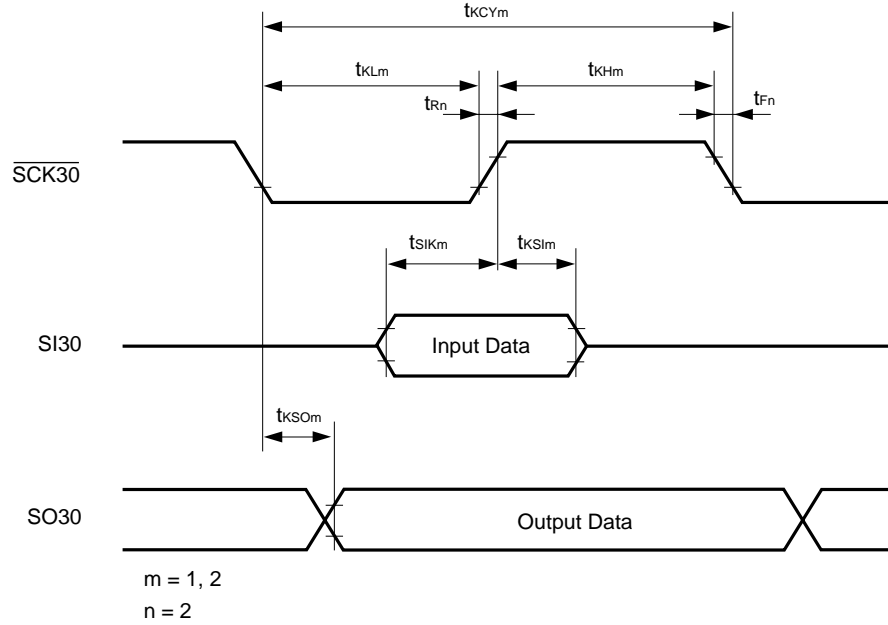 tKCYm
tKLm
tKHm
tRn
tFn
SCK30
tSIKm
tKSIm
SI30
Input Data
tKSOm
SO30
Output Data
m = 1, 2
n = 2